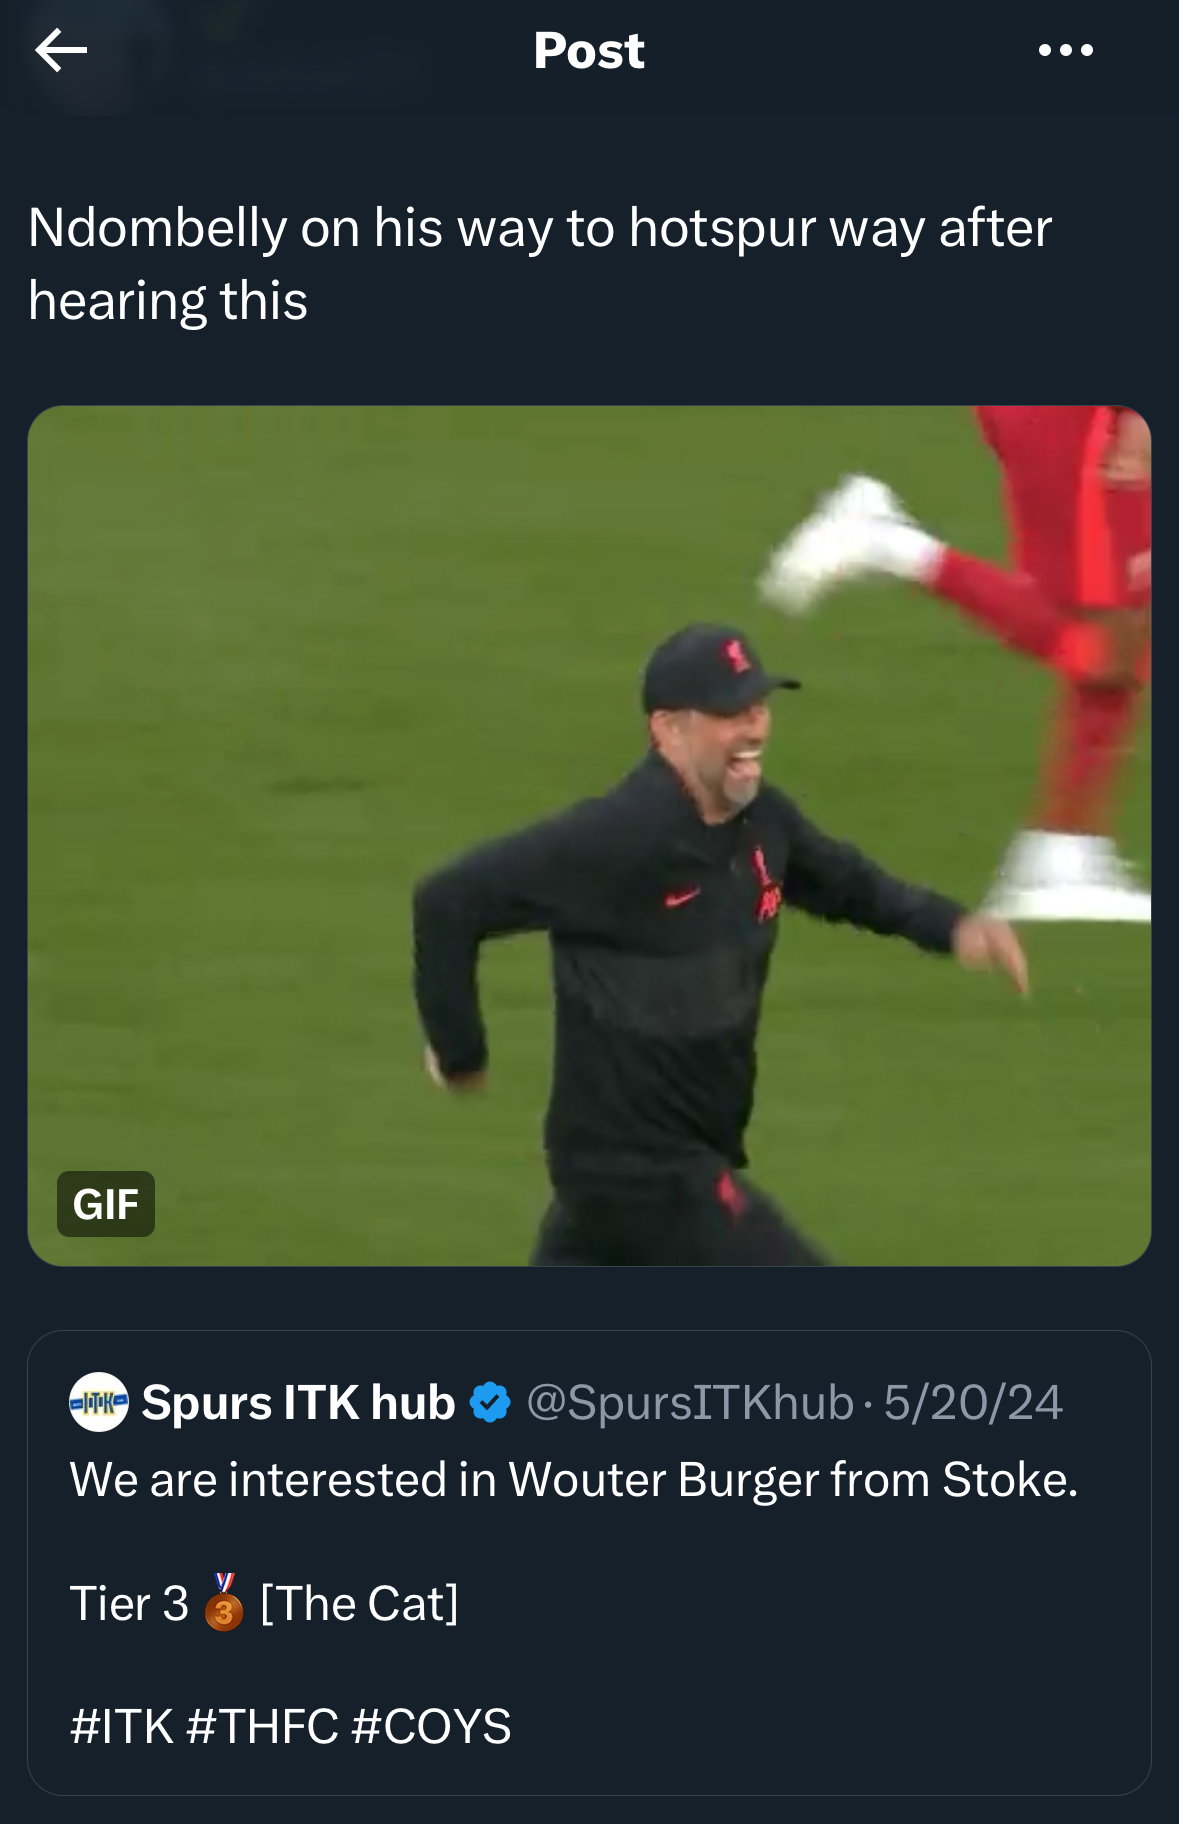 Post
Ndombelly on his way to hotspur way after
hearing this
GIF
ITK
Spurs ITK hub @SpursITKhub · 5/20/24
We are interested in Wouter Burger from Stoke.
Tier 3 🥉 [The Cat]
#ITK #THFC #COYS